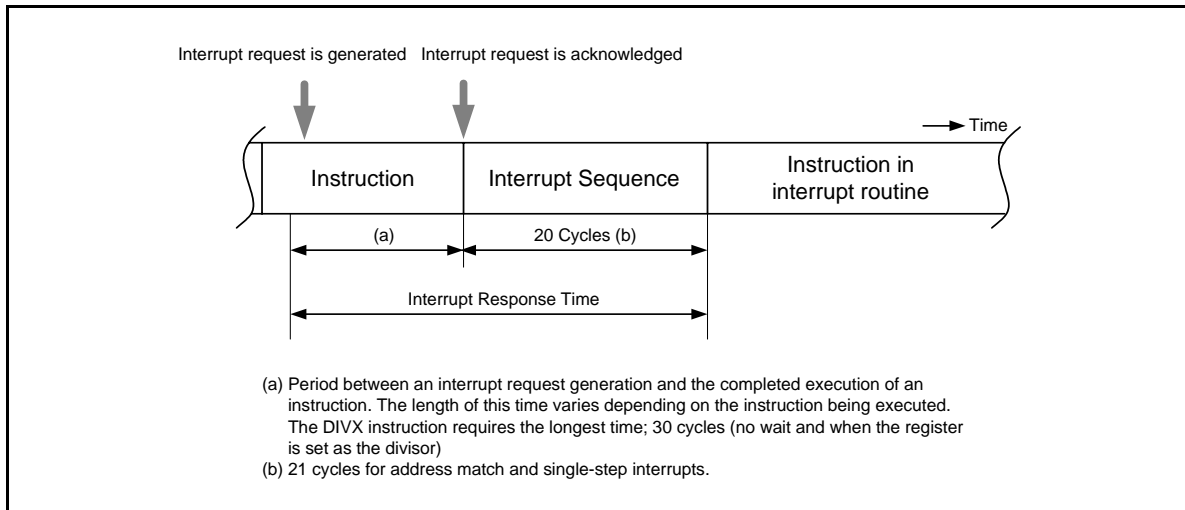 Interrupt request is generated
Interrupt request is acknowledged
Time
Instruction
Interrupt Sequence
Instruction in
interrupt routine
(a)
20 Cycles (b)
Interrupt Response Time
(a) Period between an interrupt request generation and the completed execution of an
instruction. The length of this time varies depending on the instruction being executed.
The DIVX instruction requires the longest time; 30 cycles (no wait and when the register
is set as the divisor)
(b) 21 cycles for address match and single-step interrupts.